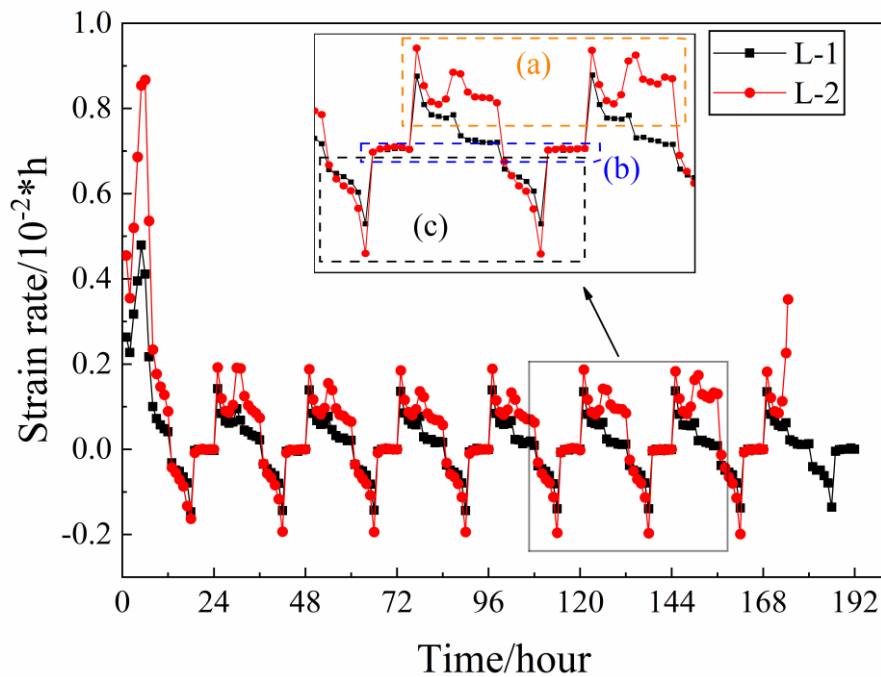 Strain rate/10⁻²*h
1.0
0.8
0.6
0.4
0.2
0.0
-0.2
(a)
(b)
(c)
L-1
L-2
0 24 48 72 96 120 144 168 192
Time/hour